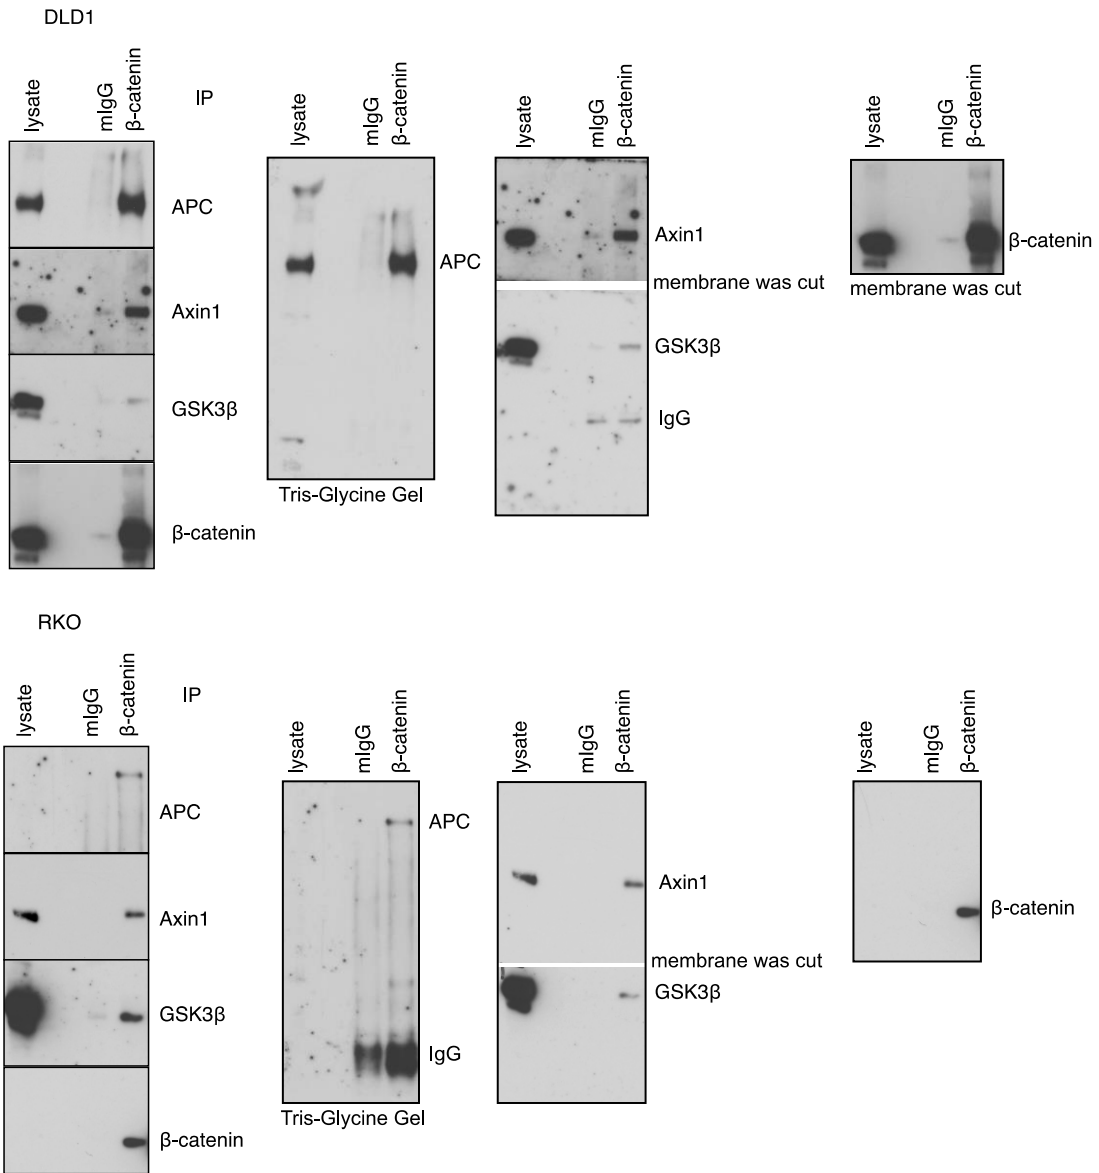 DLD1
lysate
mIgG
β-catenin
IP
APC
Axin1
GSK3β
β-catenin
lysate
mIgG
β-catenin
APC
Tris-Glycine Gel
lysate
mIgG
β-catenin
Axin1
membrane was cut
GSK3β
IgG
lysate
mIgG
β-catenin
β-catenin
membrane was cut
RKO
lysate
mIgG
β-catenin
IP
APC
Axin1
GSK3β
β-catenin
lysate
mIgG
β-catenin
APC
IgG
Tris-Glycine Gel
lysate
mIgG
β-catenin
Axin1
membrane was cut
GSK3β
lysate
mIgG
β-catenin
β-catenin